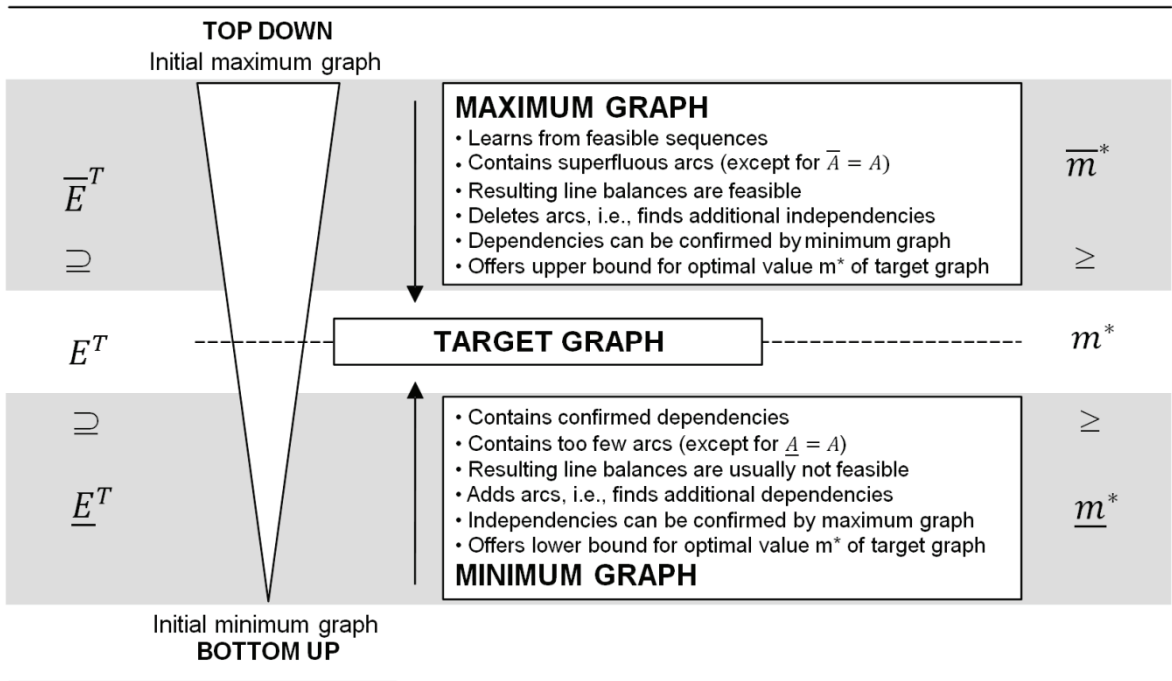 TOP DOWN
Initial maximum graph
MAXIMUM GRAPH
• Learns from feasible sequences
• Contains superfluous arcs (except for A̅ = A)
• Resulting line balances are feasible
• Deletes arcs, i.e., finds additional independencies
• Dependencies can be confirmed by minimum graph
• Offers upper bound for optimal value m* of target graph
E̅ᵀ
⊇
m̅*
≥
Eᵀ
TARGET GRAPH
m*
⊇
E̲ᵀ
• Contains confirmed dependencies
• Contains too few arcs (except for A̲ = A)
• Resulting line balances are usually not feasible
• Adds arcs, i.e., finds additional dependencies
• Independencies can be confirmed by maximum graph
• Offers lower bound for optimal value m* of target graph
MINIMUM GRAPH
≥
m̲*
Initial minimum graph
BOTTOM UP